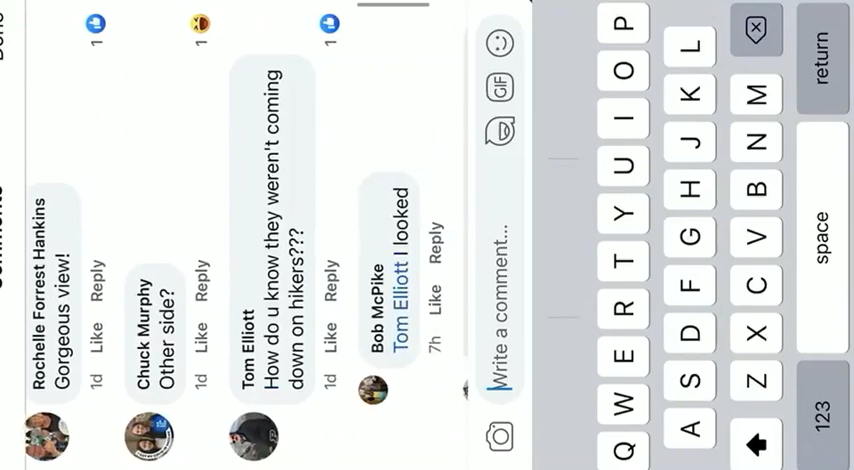 Rochelle Forrest Hankins
Gorgeous view!
1d Like Reply 1
Chuck Murphy
Other side?
1d Like Reply 1
Tom Elliott
How do u know they weren't coming
down on hikers???
1d Like Reply 1
Bob McPike
Tom Elliott I looked
7h Like Reply
Write a comment...
GIF
Q W E R T Y U I O P
A S D F G H J K L
Z X C V B N M
123 space return